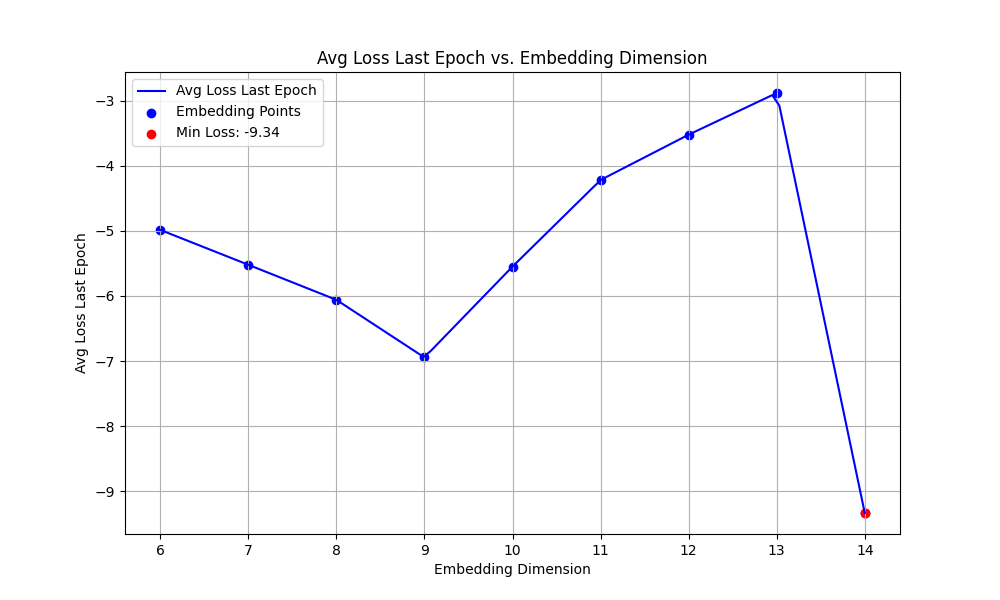 Avg Loss Last Epoch vs. Embedding Dimension
Avg Loss Last Epoch
Embedding Points
Min Loss: -9.34
−3
−4
−5
−6
−7
−8
−9
Avg Loss Last Epoch
6 7 8 9 10 11 12 13 14
Embedding Dimension